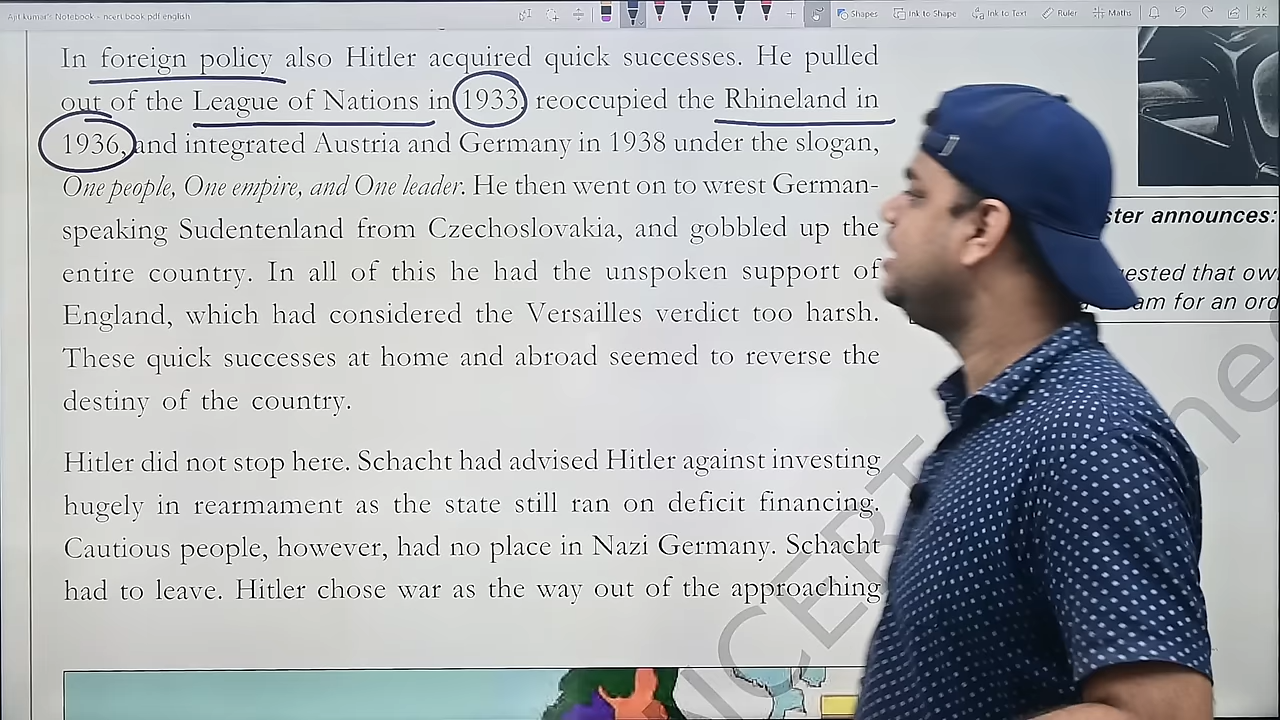 Ajit kumar's Notebook - ncert book pdf english
Shapes
Ink to Shape
Ink to Text
Ruler
Maths
In foreign policy also Hitler acquired quick successes. He pulled
out of the League of Nations in 1933, reoccupied the Rhineland in
1936, and integrated Austria and Germany in 1938 under the slogan,
One people, One empire, and One leader. He then went on to wrest German-
speaking Sudentenland from Czechoslovakia, and gobbled up the
entire country. In all of this he had the unspoken support of
England, which had considered the Versailles verdict too harsh.
These quick successes at home and abroad seemed to reverse the
destiny of the country.
Hitler did not stop here. Schacht had advised Hitler against investing
hugely in rearmament as the state still ran on deficit financing.
Cautious people, however, had no place in Nazi Germany. Schacht
had to leave. Hitler chose war as the way out of the approaching
ster announces:
ested that ow
am for an ord
NCERT